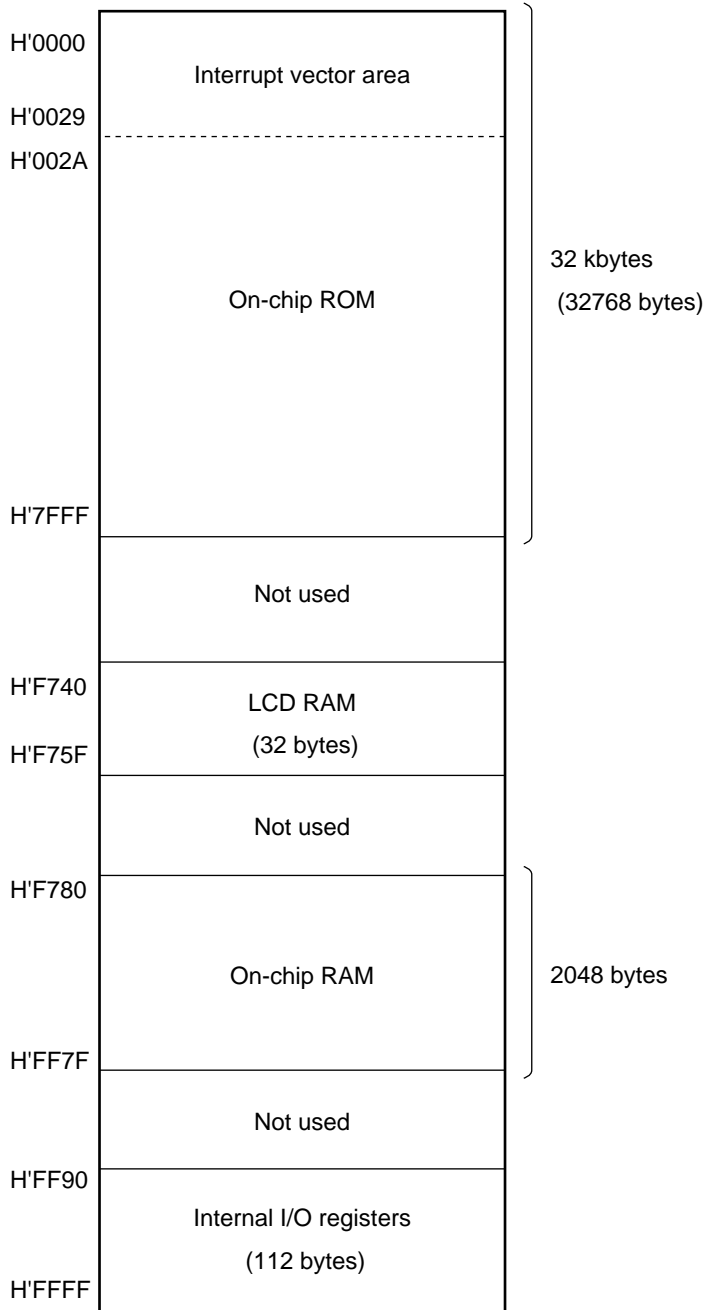 H'0000
Interrupt vector area
H'0029
H'002A
On-chip ROM
32 kbytes
(32768 bytes)
H'7FFF
Not used
H'F740
LCD RAM
(32 bytes)
H'F75F
Not used
H'F780
On-chip RAM
2048 bytes
H'FF7F
Not used
H'FF90
Internal I/O registers
(112 bytes)
H'FFFF